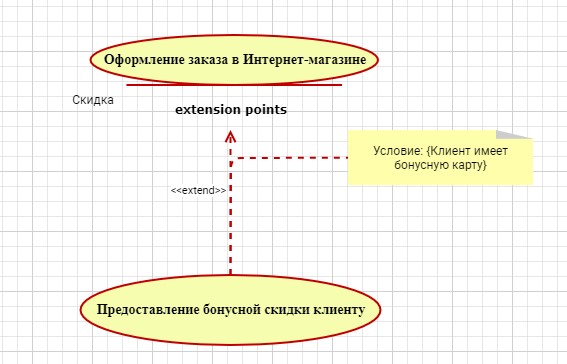 Оформление заказа в Интернет-магазине
Скидка
extension points
Условие: {Клиент имеет
бонусную карту}
<<extend>>
Предоставление бонусной скидки клиенту